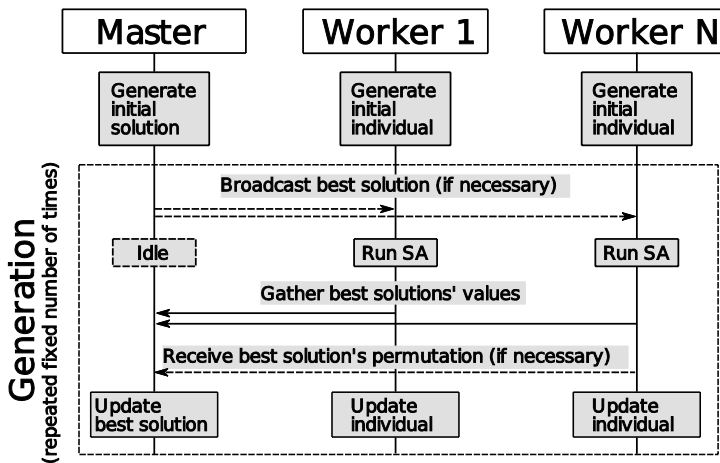 Master
Worker 1
Worker N
Generate
initial
solution
Generate
initial
individual
Generate
initial
individual
Generation
(repeated fixed number of times)
Broadcast best solution (if necessary)
Idle
Run SA
Run SA
Gather best solutions' values
Receive best solution's permutation (if necessary)
Update
best solution
Update
individual
Update
individual